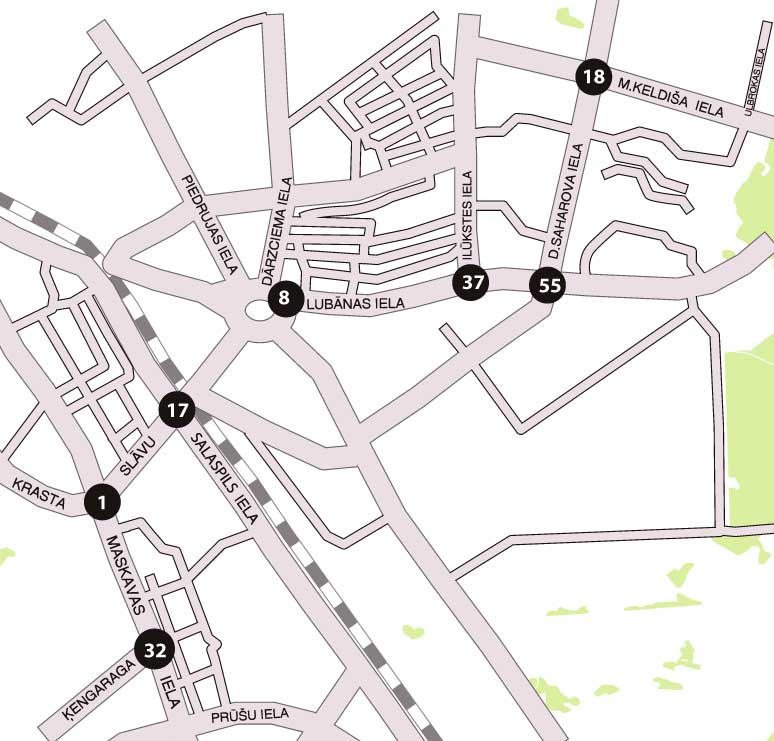 18
M.KELDIŠA IELA
ULBROKAS IELA
PIEDRUJAS IELA
DĀRZCIEMA IELA
ILŪKSTES IELA
D.SAHAROVA IELA
8
LUBĀNAS IELA
37
55
17
SLĀVU
SALASPILS IELA
KRASTA
1
MASKAVAS
IELA
32
ĶENGARAGA
PRŪŠU IELA